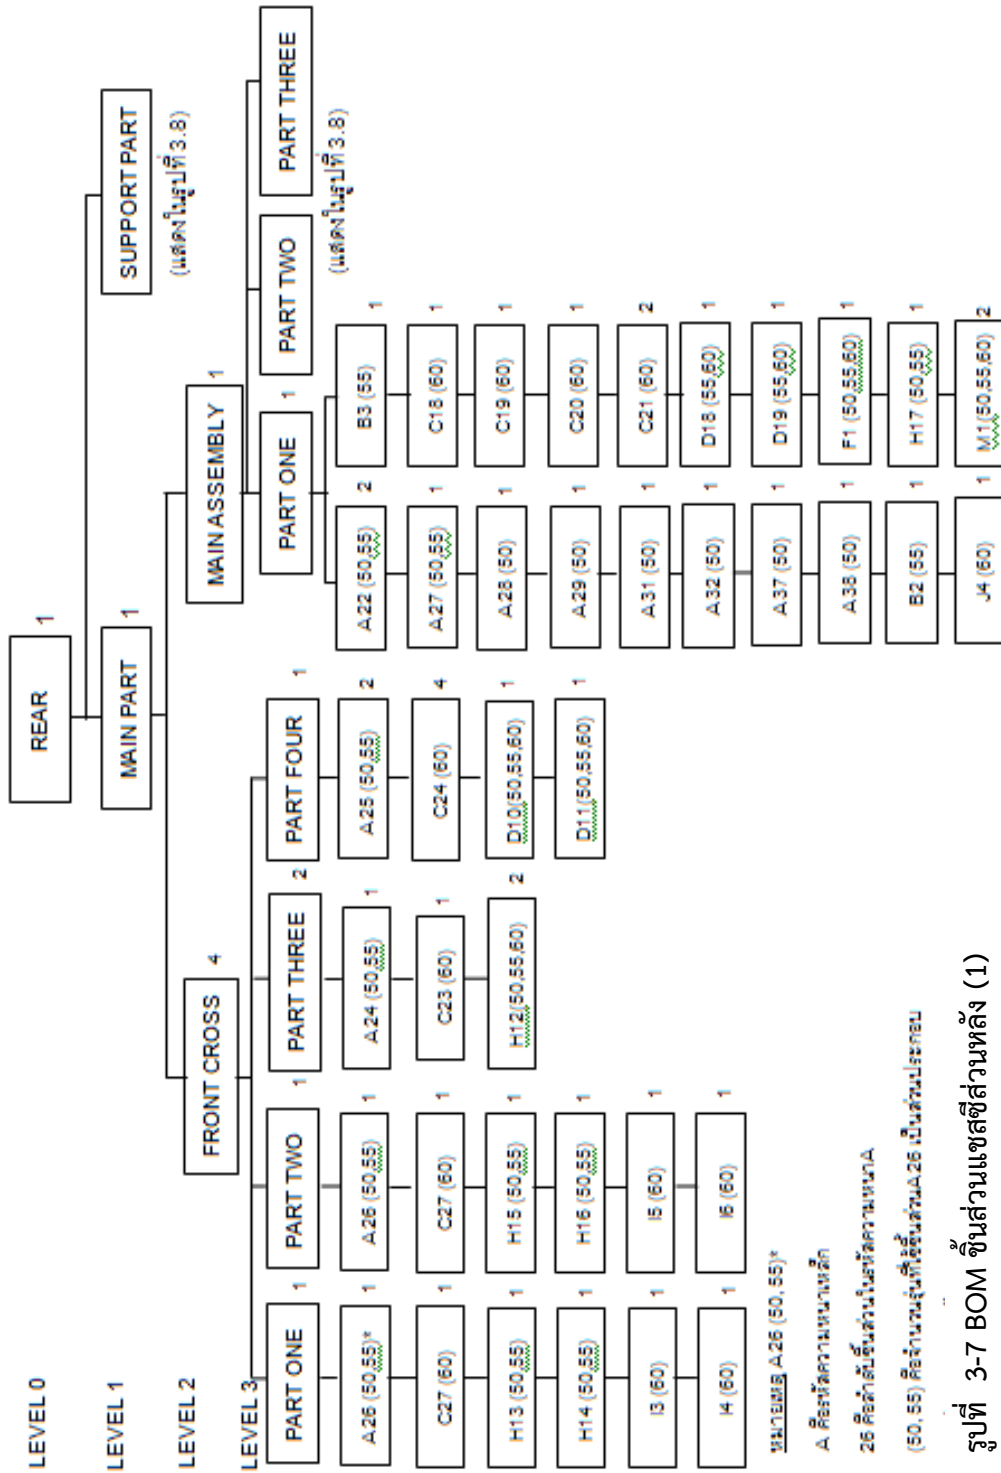 LEVEL 0
REAR
1
LEVEL 1
MAIN PART
1
SUPPORT PART
(แสดงในรูปที่ 3.8)
LEVEL 2
FRONT CROSS
4
MAIN ASSEMBLY
1
LEVEL 3
PART ONE
1
PART TWO
1
PART THREE
2
PART FOUR
1
PART ONE
1
PART TWO
PART THREE
(แสดงในรูปที่ 3.8)
A26 (50,55)*
1
C27 (60)
1
H13 (50,55)
1
H14 (50,55)
1
I3 (60)
1
I4 (60)
1
A26 (50,55)
1
C27 (60)
1
H15 (50,55)
1
H16 (50,55)
1
I5 (60)
1
I6 (60)
1
A24 (50,55)
1
C23 (60)
1
H12(50,55,60)
2
A25 (50,55)
2
C24 (60)
4
D10(50,55,60)
1
D11(50,55,60)
1
A22 (50,55)
2
A27 (50,55)
1
A28 (50)
1
A29 (50)
1
A31 (50)
1
A32 (50)
1
A37 (50)
1
A38 (50)
1
B2 (55)
1
J4 (60)
1
B3 (55)
1
C18 (60)
1
C19 (60)
1
C20 (60)
1
C21 (60)
2
D18 (55,60)
1
D19 (55,60)
1
F1 (50,55,60)
1
H17 (50,55)
1
M1(50,55,60)
2
หมายเหตุ A26 (50, 55)*
A คือรหัสความหนาเหล็ก
26 คือลำดับชิ้นส่วนในรหัสความหนาA
(50, 55) คือจำนวนรุ่นที่ใช้ชิ้นส่วนA26 เป็นส่วนประกอบ
รูปที่ 3-7 BOM ชิ้นส่วนแชสซีส่วนหลัง (1)